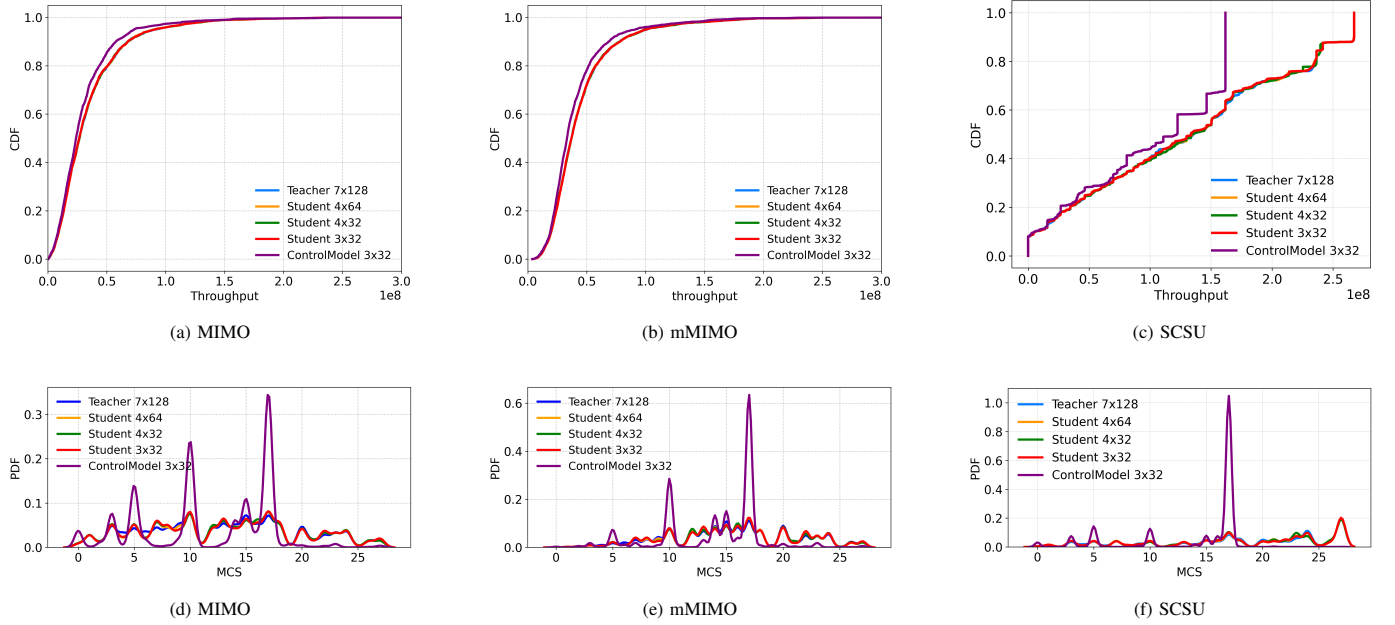 1.0
0.8
0.6
0.4
0.2
0.0
CDF
0.0 0.5 1.0 1.5 2.0 2.5 3.0
Throughput
1e8
Teacher 7x128
Student 4x64
Student 4x32
Student 3x32
ControlModel 3x32
(a) MIMO
1.0
0.8
0.6
0.4
0.2
0.0
CDF
0.0 0.5 1.0 1.5 2.0 2.5 3.0
throughput
1e8
Teacher 7x128
Student 4x64
Student 4x32
Student 3x32
ControlModel 3x32
(b) mMIMO
1.0
0.8
0.6
0.4
0.2
0.0
CDF
0.0 0.5 1.0 1.5 2.0 2.5
Throughput
1e8
Teacher 7x128
Student 4x64
Student 4x32
Student 3x32
ControlModel 3x32
(c) SCSU
0.3
0.2
0.1
0.0
PDF
Teacher 7x128
Student 4x64
Student 4x32
Student 3x32
ControlModel 3x32
0 5 10 15 20 25
MCS
(d) MIMO
0.6
0.4
0.2
0.0
PDF
Teacher 7x128
Student 4x64
Student 4x32
Student 3x32
ControlModel 3x32
0 5 10 15 20 25
MCS
(e) mMIMO
1.0
0.8
0.6
0.4
0.2
0.0
PDF
Teacher 7x128
Student 4x64
Student 4x32
Student 3x32
ControlModel 3x32
0 5 10 15 20 25
MCS
(f) SCSU